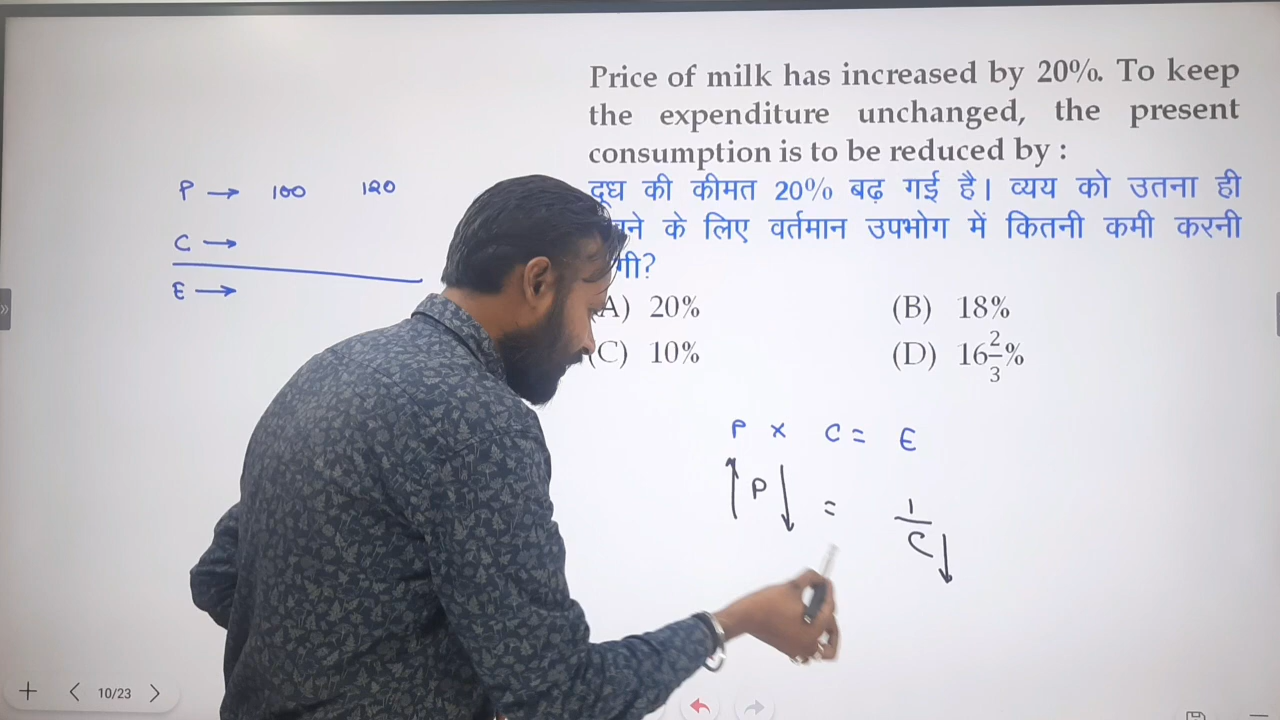 Price of milk has increased by 20%. To keep
the expenditure unchanged, the present
consumption is to be reduced by :
दूध की कीमत 20% बढ़ गई है। व्यय को उतना ही
के लिए वर्तमान उपभोग में कितनी कमी करनी
(A) 20% (B) 18%
(C) 10% (D) 16 2/3%
P → 100 120
C →
E →
P × C = E
↑ P ↓ = 1/C ↓
10/23